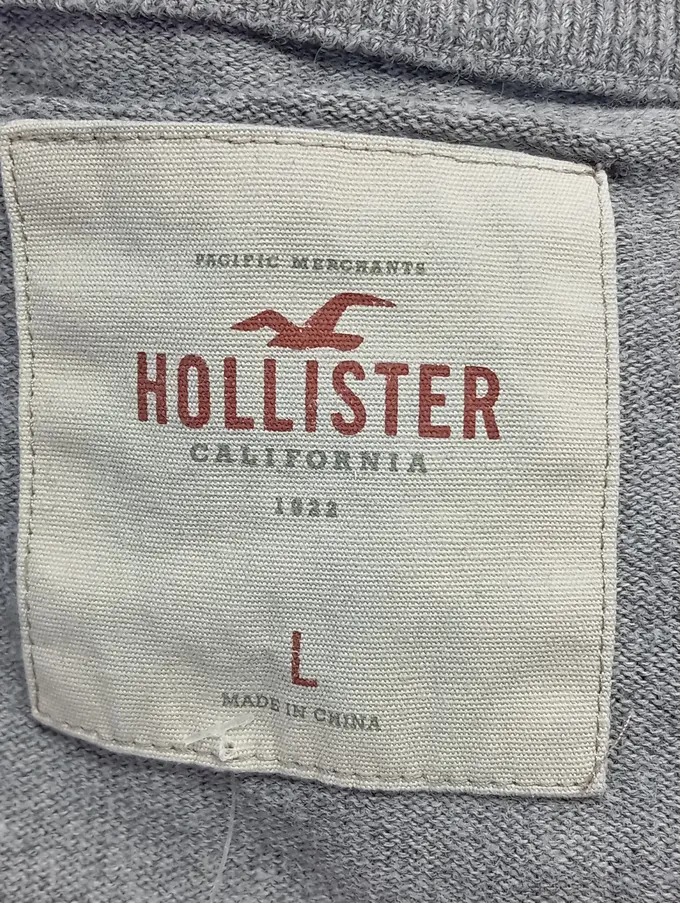 PACIFIC MERCHANTS
HOLLISTER
CALIFORNIA
1922
L
MADE IN CHINA